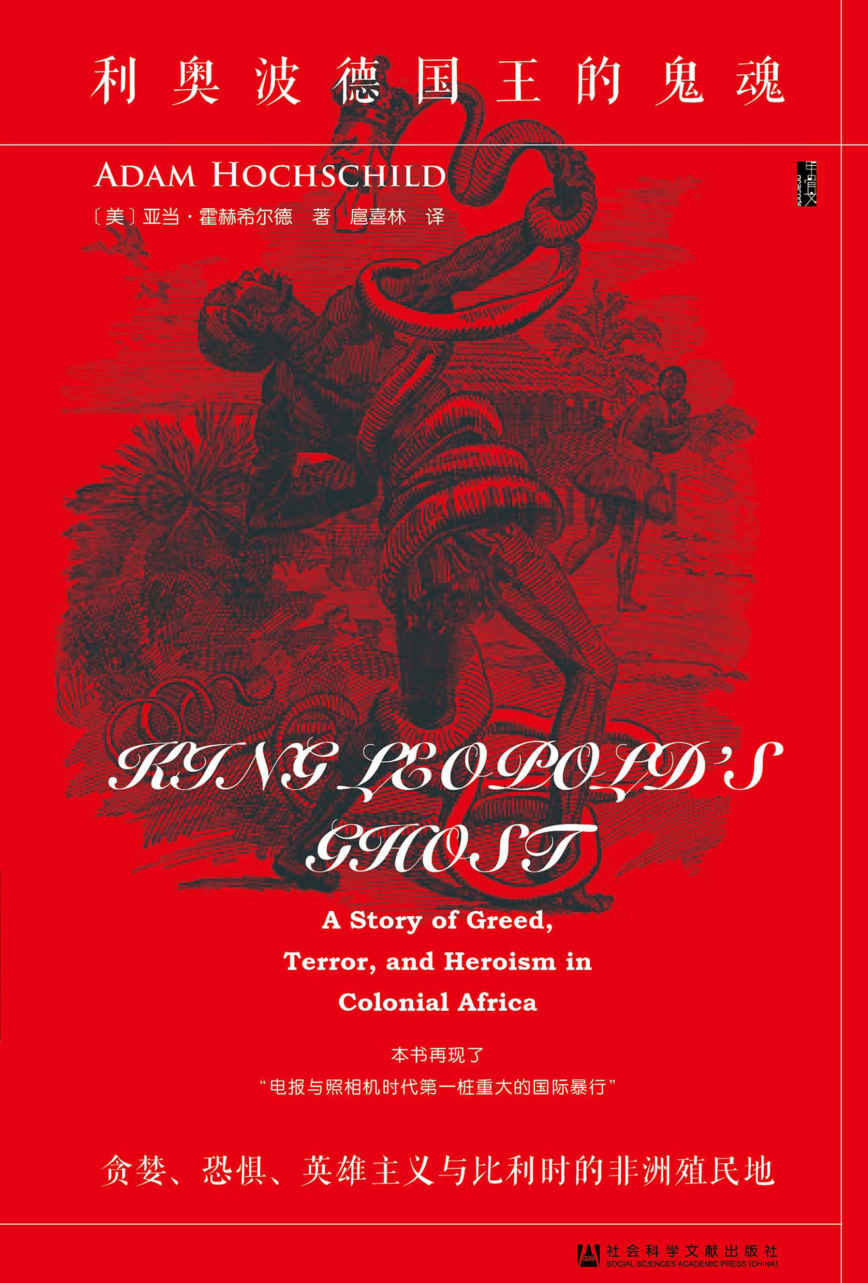 利奥波德国王的鬼魂
ADAM HOCHSCHILD
〔美〕亚当·霍赫希尔德 著 扈喜林 译
KING LEOPOLD'S
GHOST
A Story of Greed,
Terror, and Heroism in
Colonial Africa
本书再现了
“电报与照相机时代第一桩重大的国际暴行”
贪婪、恐惧、英雄主义与比利时的非洲殖民地
社会科学文献出版社
SOCIAL SCIENCES ACADEMIC PRESS (CHINA)